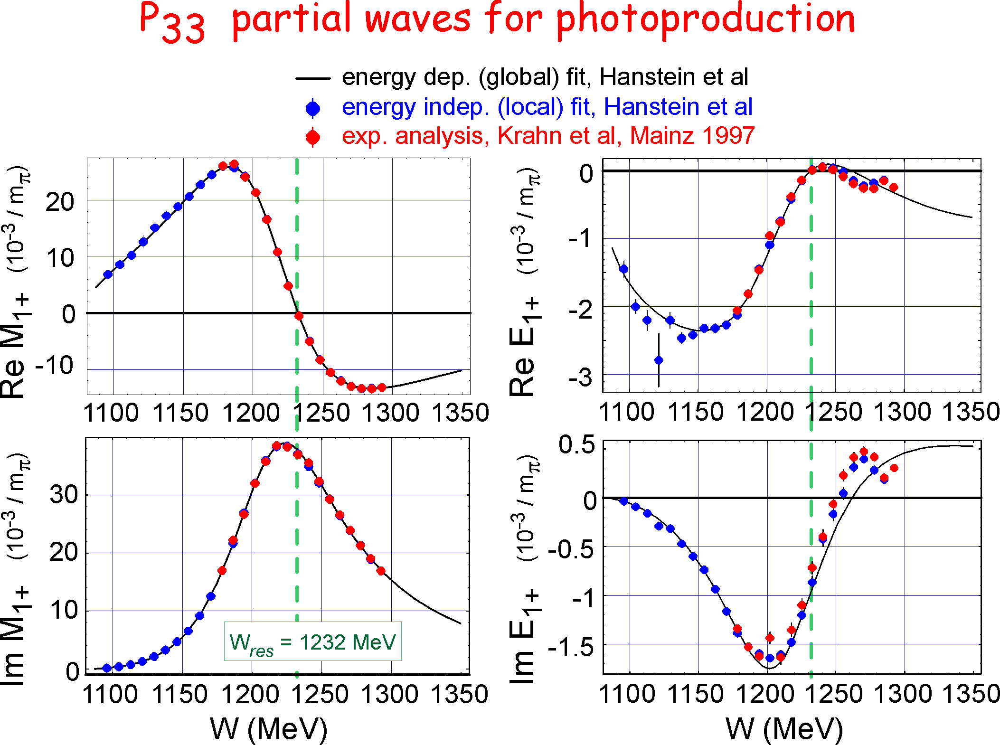 P33 partial waves for photoproduction
energy dep. (global) fit, Hanstein et al
energy indep. (local) fit, Hanstein et al
exp. analysis, Krahn et al, Mainz 1997
Re M1+ (10-3 / mπ)
20
10
0
-10
1100 1150 1200 1250 1300 1350
Re E1+ (10-3 / mπ)
0
-1
-2
-3
1100 1150 1200 1250 1300 1350
Im M1+ (10-3 / mπ)
30
20
10
0
Wres = 1232 MeV
1100 1150 1200 1250 1300 1350
W (MeV)
Im E1+ (10-3 / mπ)
0.5
0
-0.5
-1
-1.5
1100 1150 1200 1250 1300 1350
W (MeV)